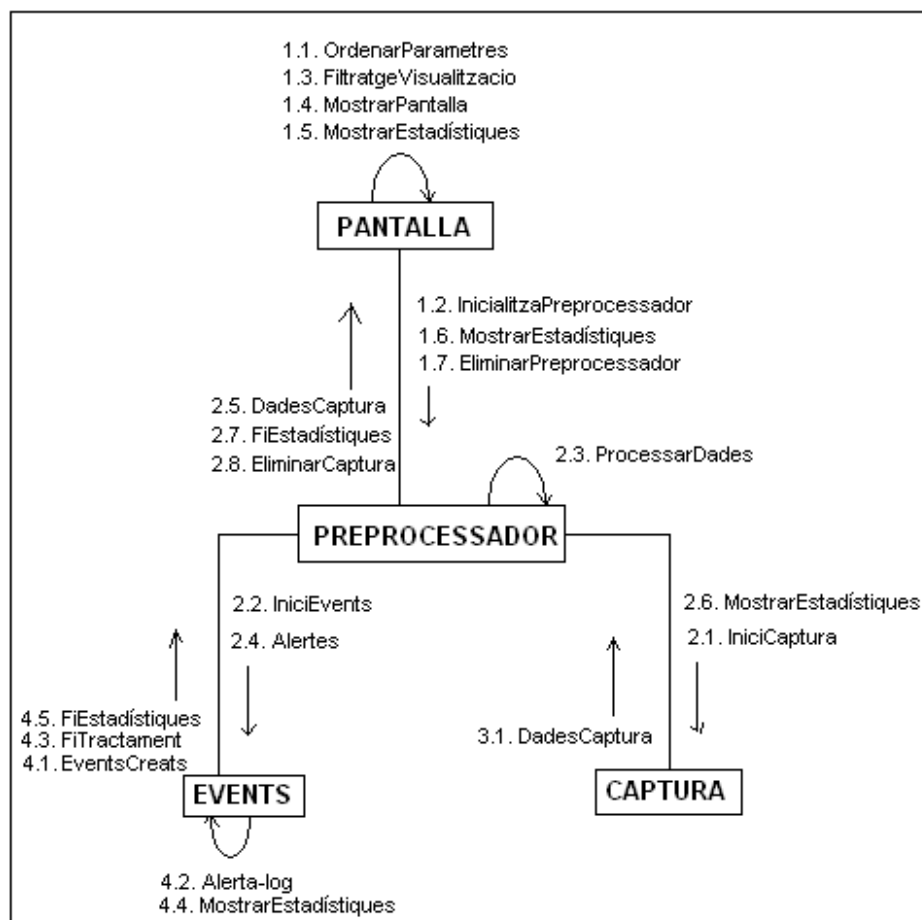 1.1. OrdenarParametres
1.3. FiltratgeVisualitzacio
1.4. MostrarPantalla
1.5. MostrarEstadístiques
PANTALLA
1.2. InicialitzaPreprocessador
1.6. MostrarEstadístiques
1.7. EliminarPreprocessador
2.5. DadesCaptura
2.7. FiEstadístiques
2.8. EliminarCaptura
2.3. ProcessarDades
PREPROCESSADOR
2.2. IniciEvents
2.4. Alertes
2.6. MostrarEstadístiques
2.1. IniciCaptura
4.5. FiEstadístiques
4.3. FiTractament
4.1. EventsCreats
3.1. DadesCaptura
EVENTS
CAPTURA
4.2. Alerta-log
4.4. MostrarEstadístiques